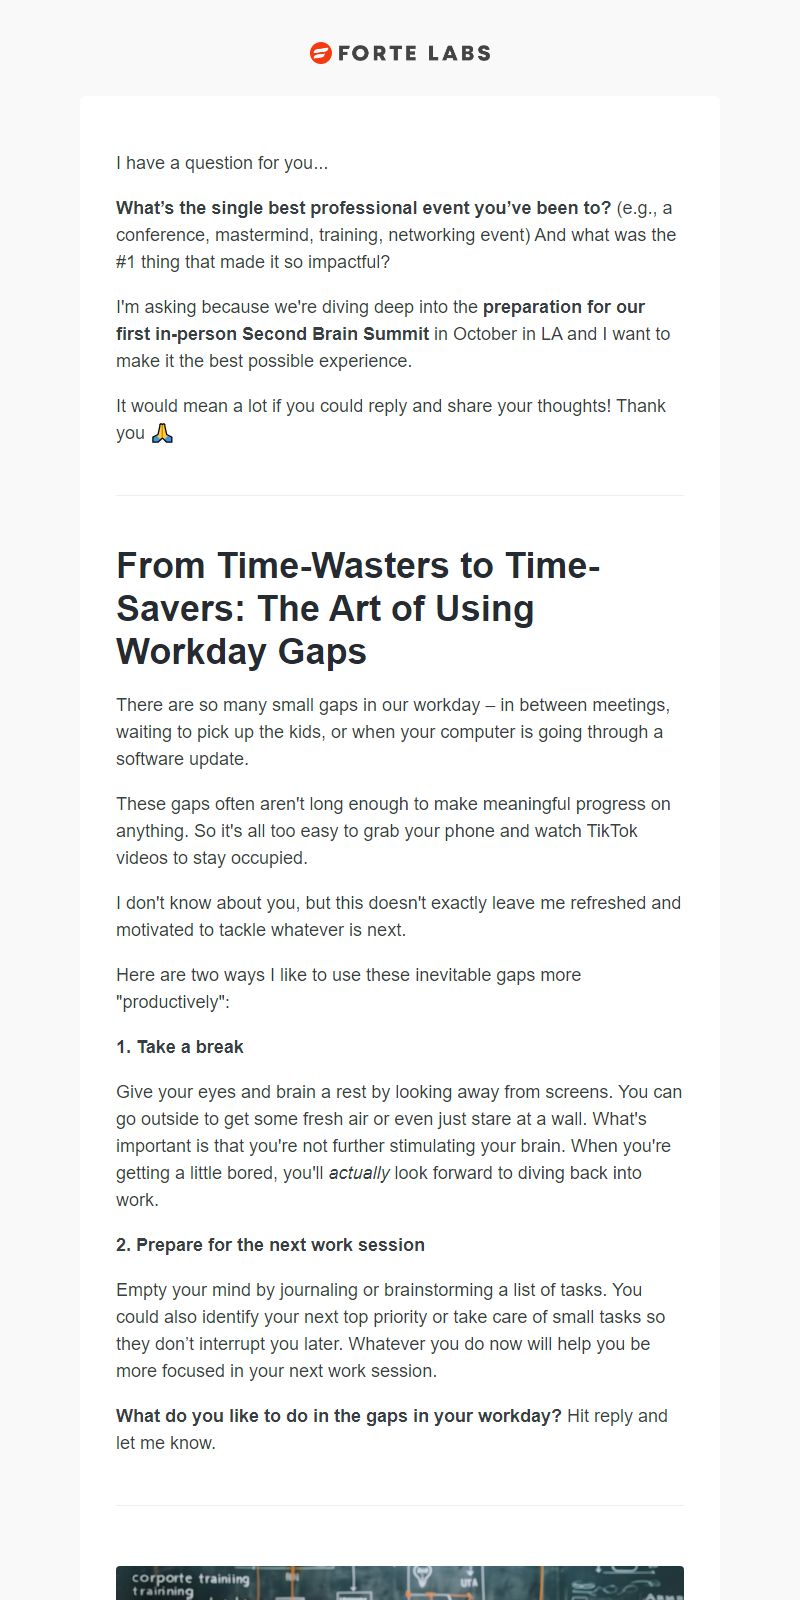 FORTE LABS
I have a question for you...
What’s the single best professional event you’ve been to? (e.g., a
conference, mastermind, training, networking event) And what was the
#1 thing that made it so impactful?
I'm asking because we're diving deep into the preparation for our
first in-person Second Brain Summit in October in LA and I want to
make it the best possible experience.
It would mean a lot if you could reply and share your thoughts! Thank
you 🙏
From Time-Wasters to Time-
Savers: The Art of Using
Workday Gaps
There are so many small gaps in our workday – in between meetings,
waiting to pick up the kids, or when your computer is going through a
software update.
These gaps often aren't long enough to make meaningful progress on
anything. So it's all too easy to grab your phone and watch TikTok
videos to stay occupied.
I don't know about you, but this doesn't exactly leave me refreshed and
motivated to tackle whatever is next.
Here are two ways I like to use these inevitable gaps more
"productively":
1. Take a break
Give your eyes and brain a rest by looking away from screens. You can
go outside to get some fresh air or even just stare at a wall. What's
important is that you're not further stimulating your brain. When you're
getting a little bored, you'll actually look forward to diving back into
work.
2. Prepare for the next work session
Empty your mind by journaling or brainstorming a list of tasks. You
could also identify your next top priority or take care of small tasks so
they don’t interrupt you later. Whatever you do now will help you be
more focused in your next work session.
What do you like to do in the gaps in your workday? Hit reply and
let me know.
corporte trainiing
trainining
UTA